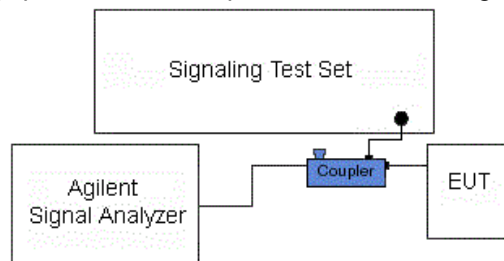 Signaling Test Set
Coupler
EUT
Agilent
Signal Analyzer